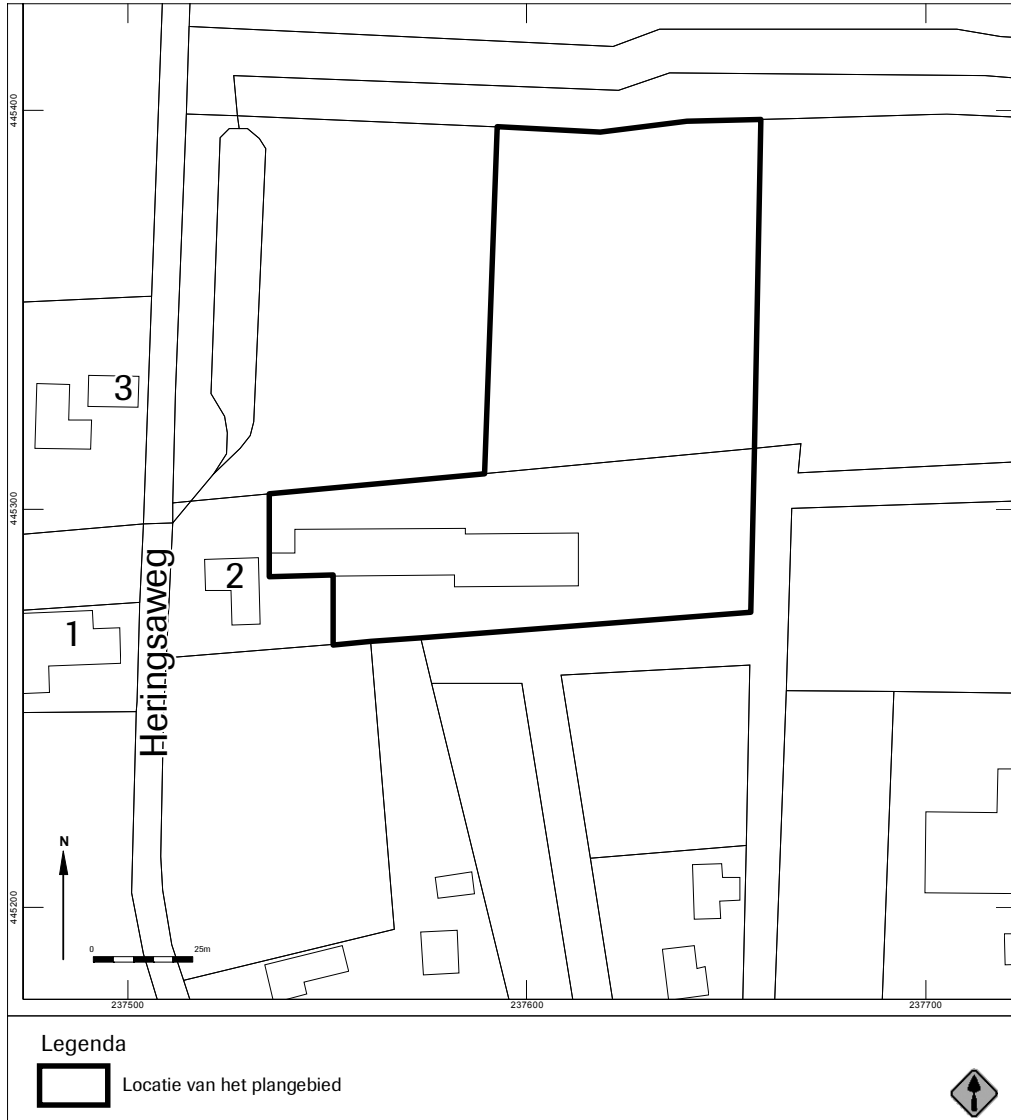 445400
3
445300
2
1
Heringsaweg
N
445200
0 25m
237500 237600 237700
Legenda
Locatie van het plangebied